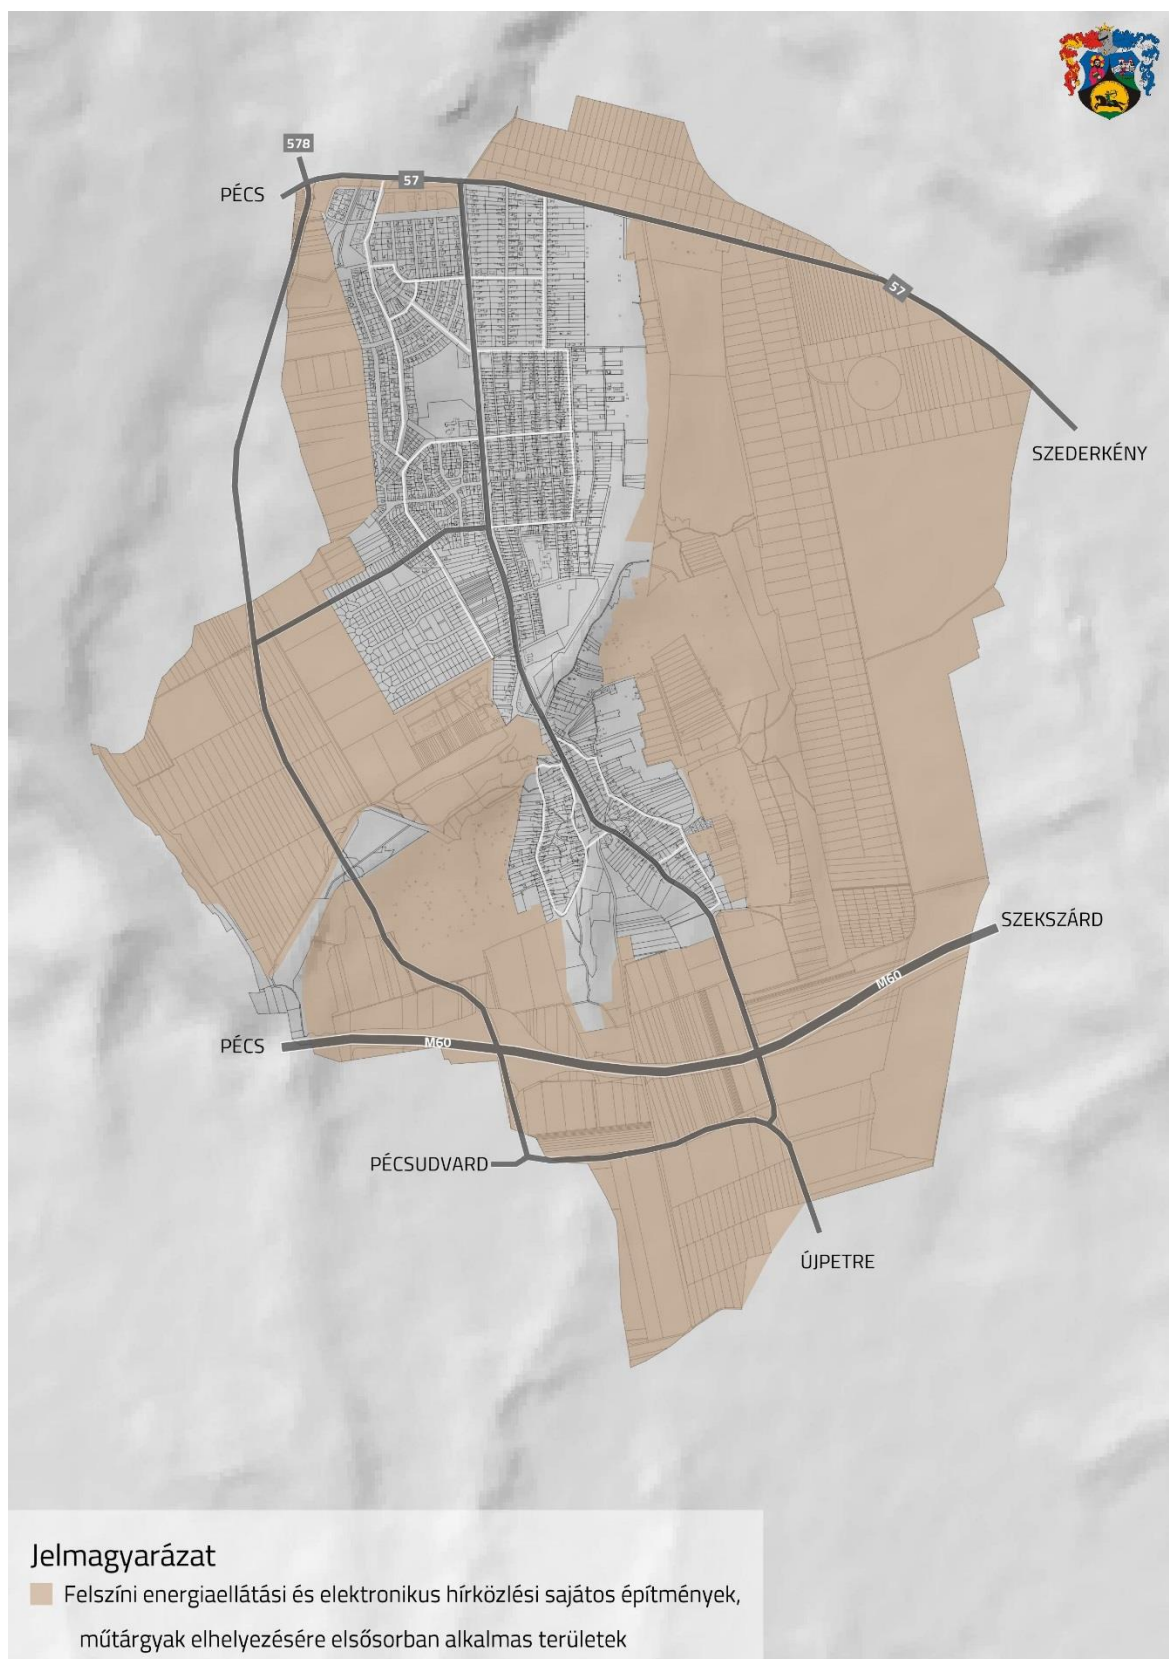 578
PÉCS
57
57
SZEDERKÉNY
SZEKSZÁRD
M60
PÉCS
M60
PÉCSUDVARD
ÚJPETRE
Jelmagyarázat
Felszíni energiaellátási és elektronikus hírközlési sajátos építmények,
műtárgyak elhelyezésére elsősorban alkalmas területek